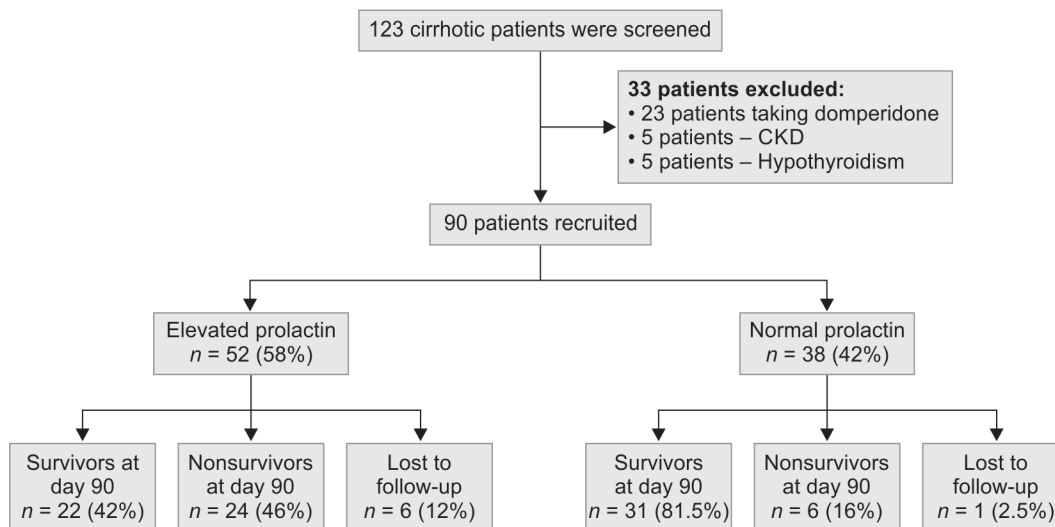 123 cirrhotic patients were screened
33 patients excluded:
• 23 patients taking domperidone
• 5 patients – CKD
• 5 patients – Hypothyroidism
90 patients recruited
Elevated prolactin
n = 52 (58%)
Normal prolactin
n = 38 (42%)
Survivors at
day 90
n = 22 (42%)
Nonsurvivors
at day 90
n = 24 (46%)
Lost to
follow-up
n = 6 (12%)
Survivors
at day 90
n = 31 (81.5%)
Nonsurvivors
at day 90
n = 6 (16%)
Lost to
follow-up
n = 1 (2.5%)